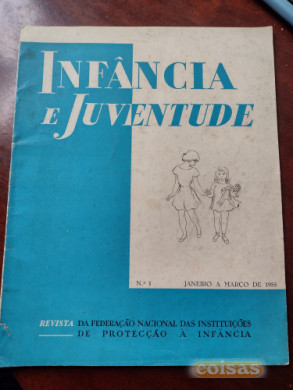 INFÂNCIA
E JUVENTUDE
N.º 1 JANEIRO A MARÇO DE 1955
REVISTA DA FEDERAÇÃO NACIONAL DAS INSTITUIÇÕES
DE PROTECÇÃO À INFÂNCIA
coisas